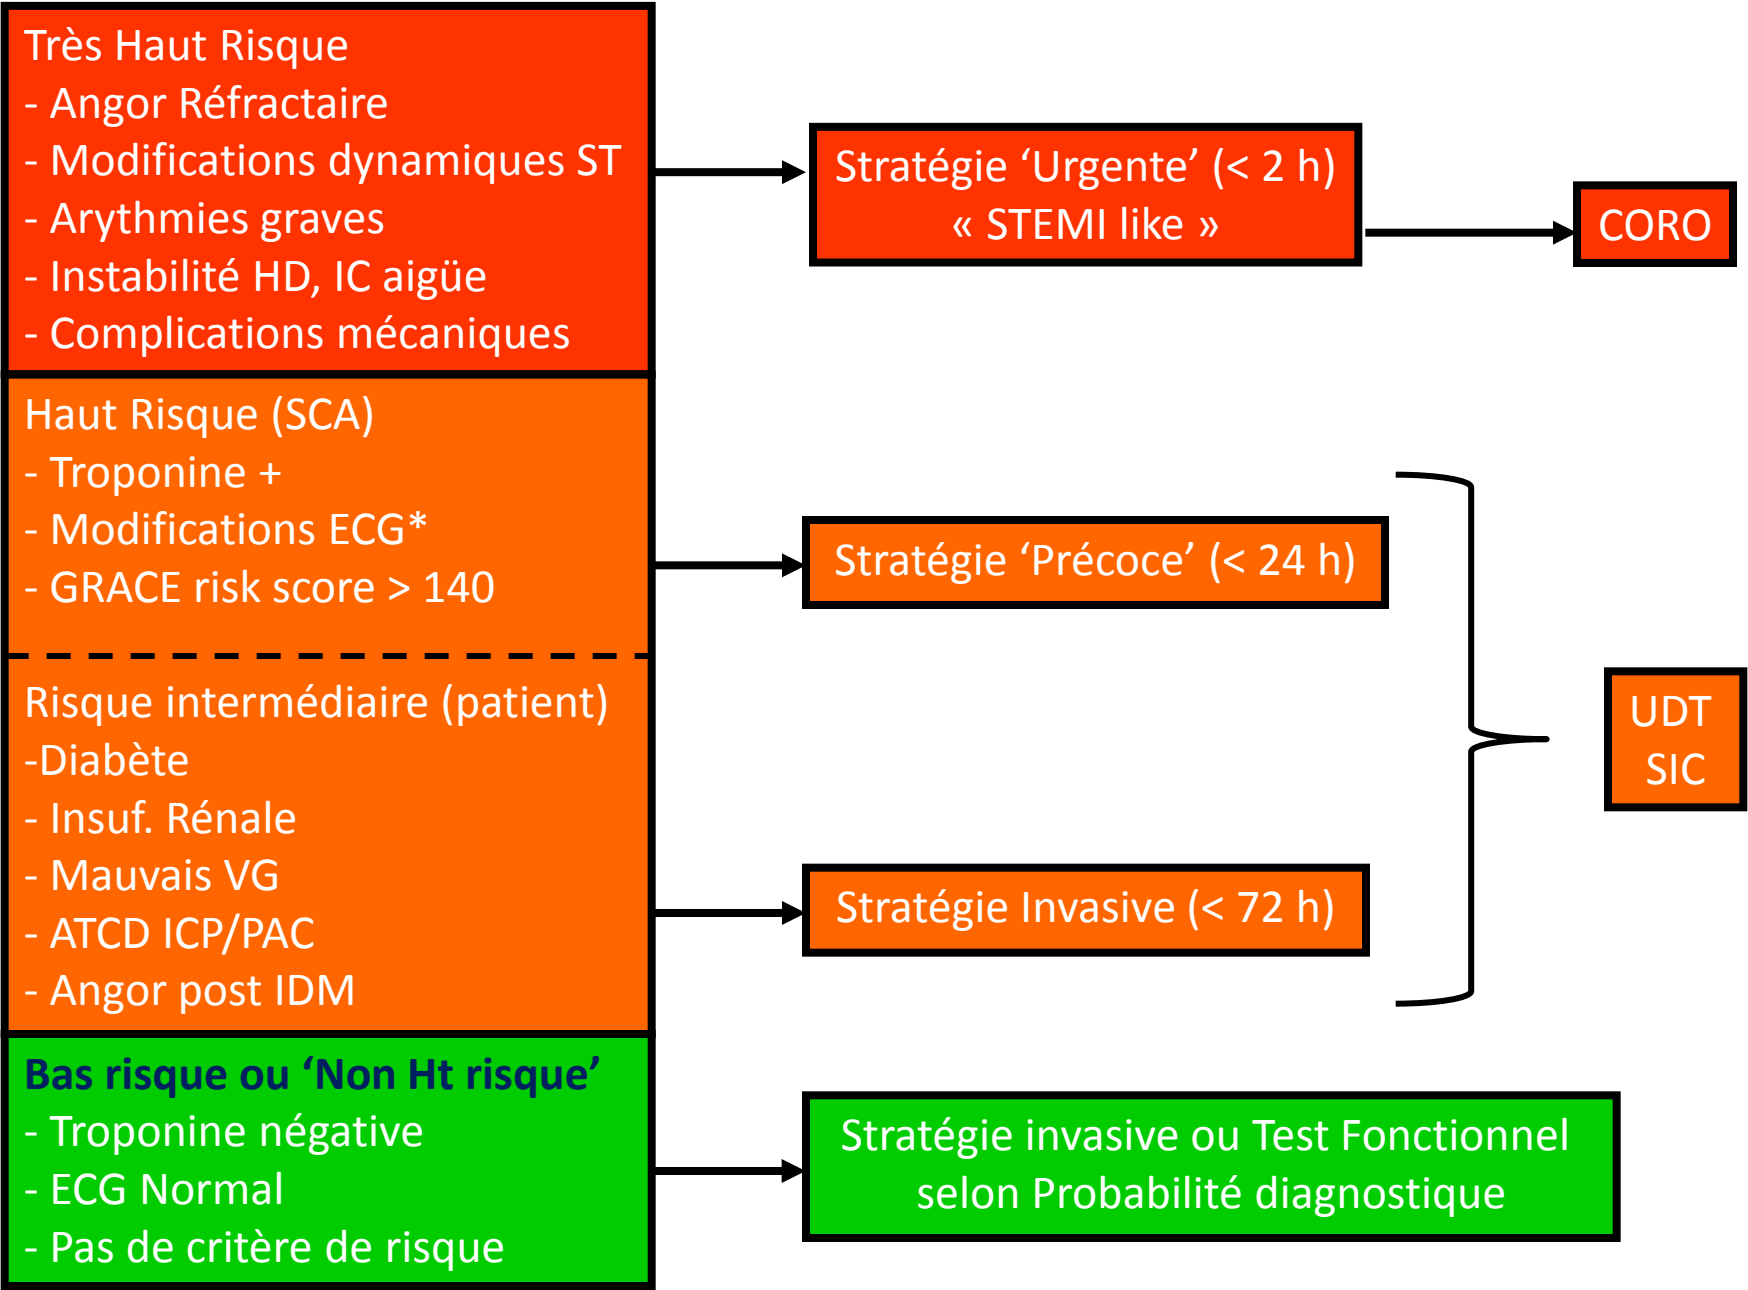 Très Haut Risque
- Angor Réfractaire
- Modifications dynamiques ST
- Arythmies graves
- Instabilité HD, IC aigüe
- Complications mécaniques
Stratégie ‘Urgente’ (< 2 h)
« STEMI like »
CORO
Haut Risque (SCA)
- Troponine +
- Modifications ECG*
- GRACE risk score > 140
Stratégie ‘Précoce’ (< 24 h)
Risque intermédiaire (patient)
-Diabète
- Insuf. Rénale
- Mauvais VG
- ATCD ICP/PAC
- Angor post IDM
Stratégie Invasive (< 72 h)
UDT
SIC
Bas risque ou ‘Non Ht risque’
- Troponine négative
- ECG Normal
- Pas de critère de risque
Stratégie invasive ou Test Fonctionnel
selon Probabilité diagnostique